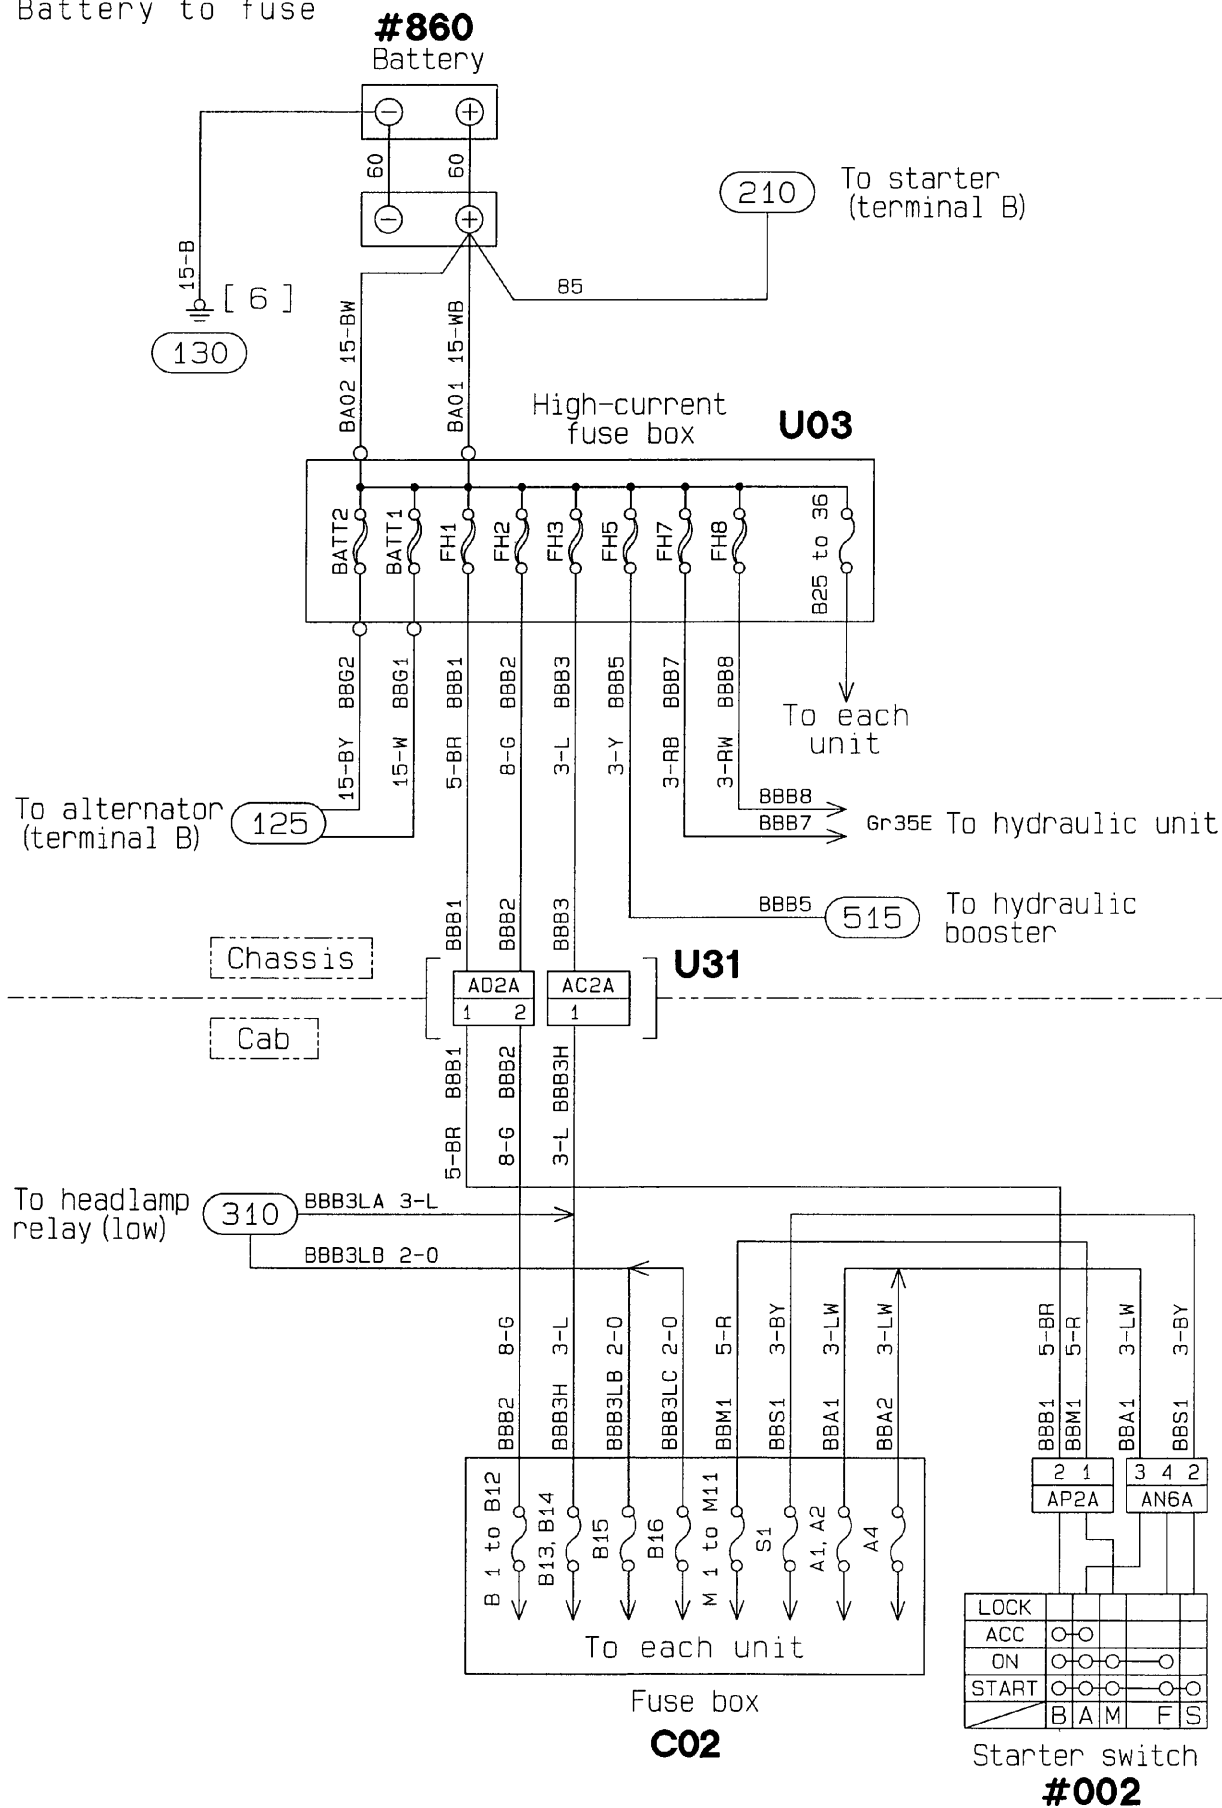 Battery to fuse
#860
Battery
− +
60 60
− +
15-B
[ 6 ]
130
210
To starter
(terminal B)
85
BA02 15-BW
BA01 15-WB
High-current
fuse box
U03
BATT2
BATT1
FH1
FH2
FH3
FH5
FH7
FH8
B25 to 36
15-BY BBG2
15-W BBG1
5-BR BBB1
8-G BBB2
3-L BBB3
3-Y BBB5
3-RB BBB7
3-RW BBB8
To each
unit
To alternator
(terminal B)
125
BBB8
BBB7
Gr35E To hydraulic unit
BBB5
515
To hydraulic
booster
BBB1
BBB2
BBB3
Chassis
U31
AD2A
1 2
AC2A
1
Cab
5-BR BBB1
8-G BBB2
3-L BBB3H
To headlamp
relay (low)
310
BBB3LA 3-L
BBB3LB 2-O
BBB2 8-G
BBB3H 3-L
BBB3LB 2-O
BBB3LC 2-O
BBM1 5-R
BBS1 3-BY
BBA1 3-LW
BBA2 3-LW
BBB1 5-BR
BBM1 5-R
BBA1 3-LW
BBS1 3-BY
2 1
AP2A
3 4 2
AN6A
B 1 to B12
B13, B14
B15
B16
M 1 to M11
S1
A1, A2
A4
To each unit
Fuse box
C02
LOCK
ACC
ON
START
B A M F S
Starter switch
#002